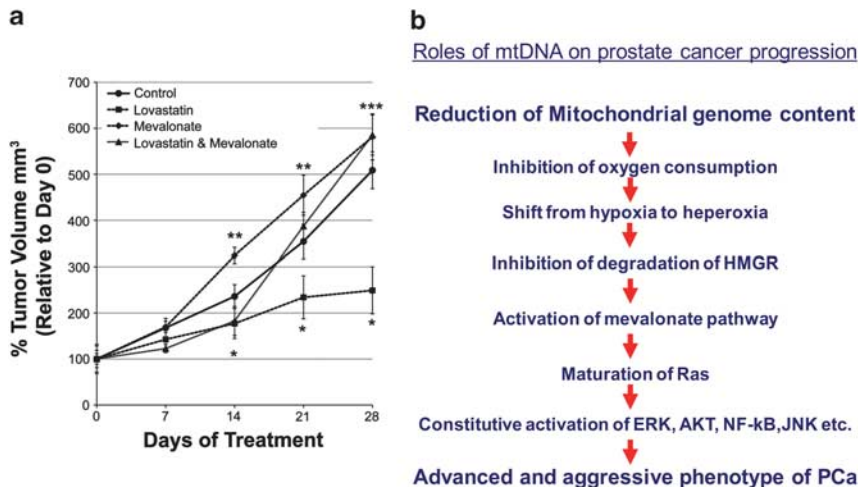 a
% Tumor Volume mm³
(Relative to Day 0)
700
600
500
400
300
200
100
0
Control
Lovastatin
Mevalonate
Lovastatin & Mevalonate
**
**
***
*
*
*
0 7 14 21 28
Days of Treatment
b
Roles of mtDNA on prostate cancer progression
Reduction of Mitochondrial genome content
Inhibition of oxygen consumption
Shift from hypoxia to heperoxia
Inhibition of degradation of HMGR
Activation of mevalonate pathway
Maturation of Ras
Constitutive activation of ERK, AKT, NF-kB,JNK etc.
Advanced and aggressive phenotype of PCa